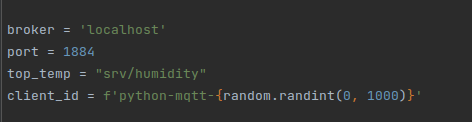 broker = 'localhost'
port = 1884
top_temp = "srv/humidity"
client_id = f'python-mqtt-{random.randint(0, 1000)}'